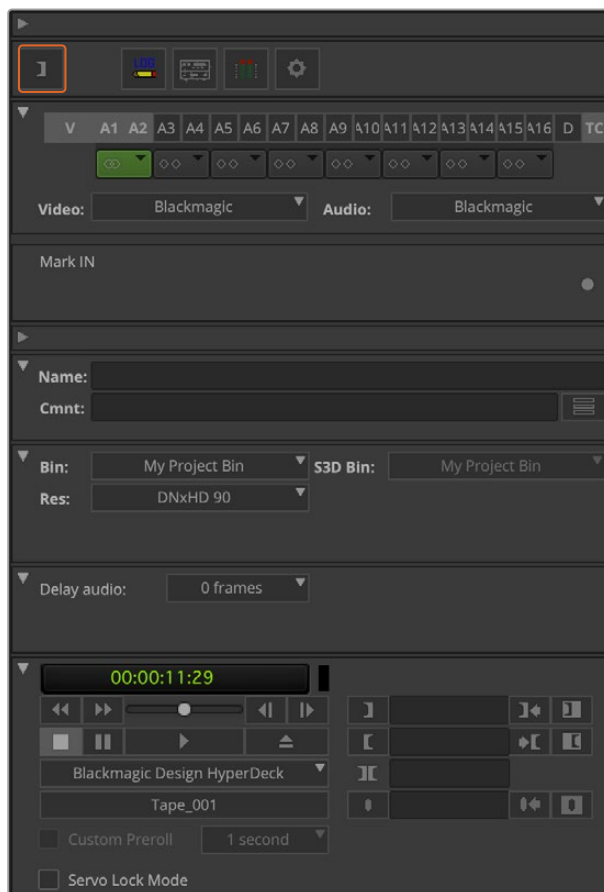 LOG
V A1 A2 A3 A4 A5 A6 A7 A8 A9 A10 A11 A12 A13 A14 A15 A16 D TC
Video: Blackmagic Audio: Blackmagic
Mark IN
Name:
Cmnt:
Bin: My Project Bin S3D Bin: My Project Bin
Res: DNxHD 90
Delay audio: 0 frames
00:00:11:29
Blackmagic Design HyperDeck
Tape_001
Custom Preroll 1 second
Servo Lock Mode